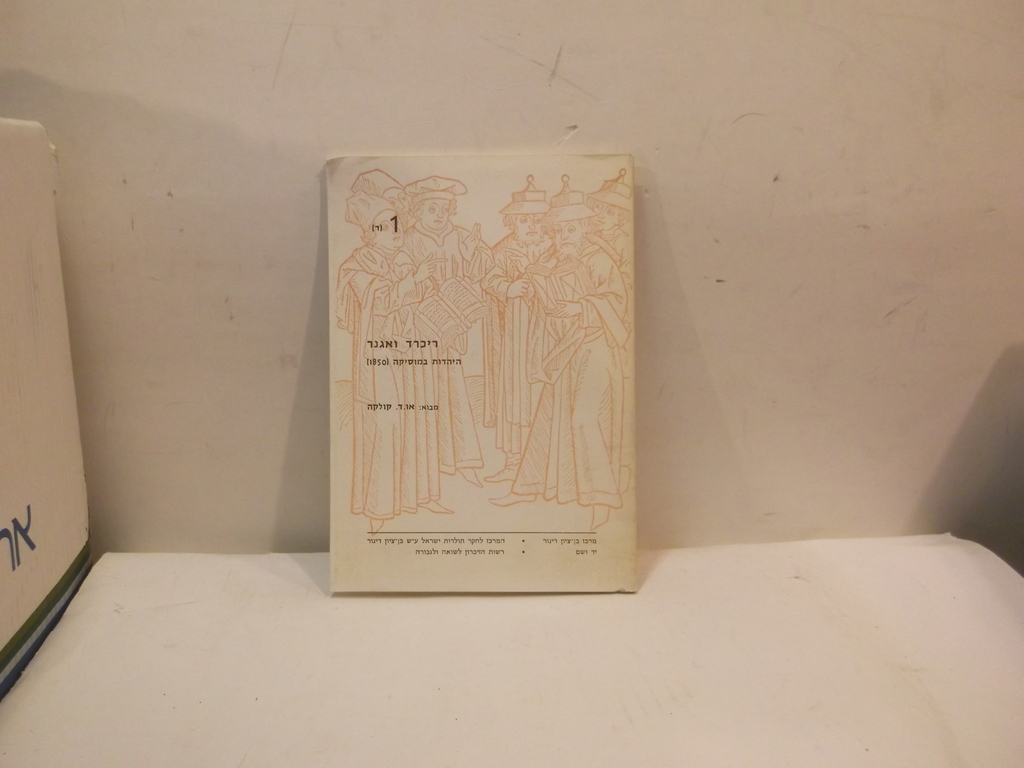 1 (ד)
ריכרד ואגנר
היהדות במוסיקה (1850)
מבוא: או.ד. קולקה
מרכז בן־ציון דינור • המרכז לחקר תולדות ישראל ע״ש בן־ציון דינור
יד ושם • רשות הזיכרון לשואה ולגבורה